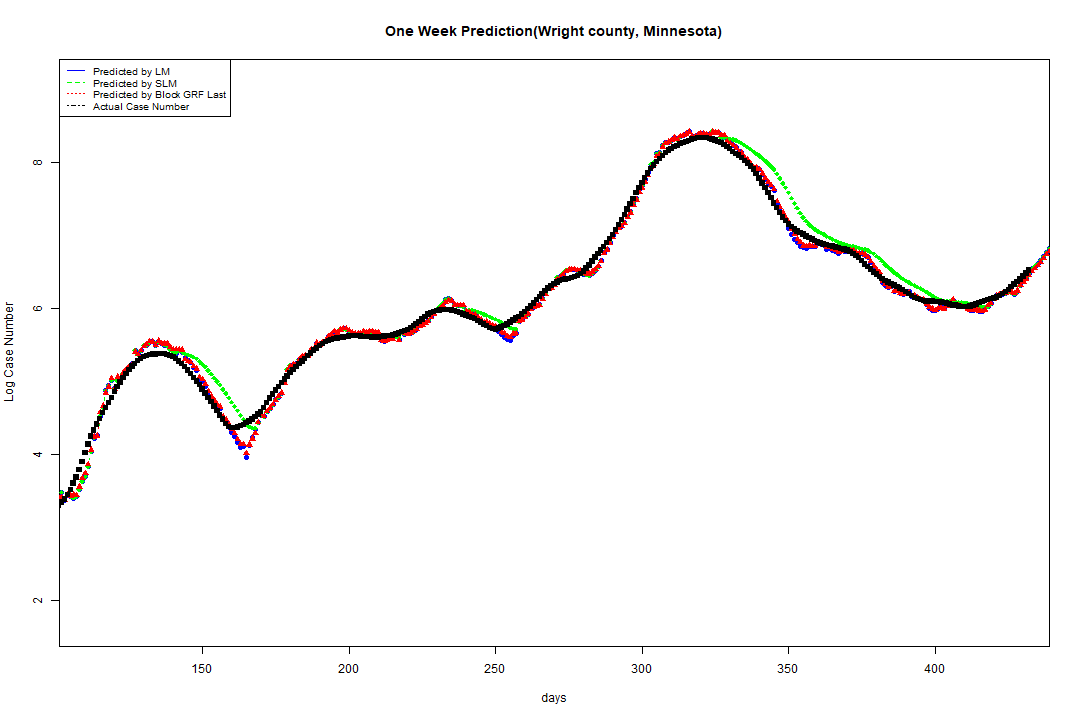 One Week Prediction(Wright county, Minnesota)
Predicted by LM
Predicted by SLM
Predicted by Block GRF Last
Actual Case Number
8
6
4
2
Log Case Number
150 200 250 300 350 400
days